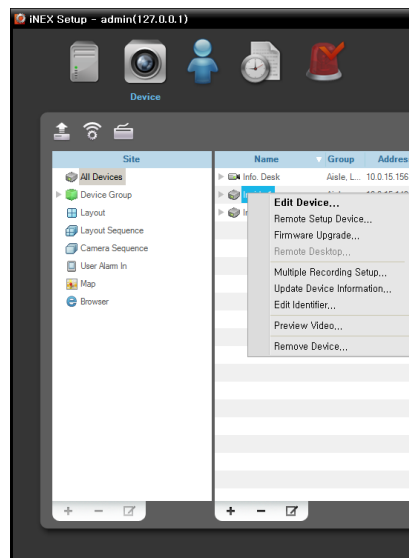 iNEX Setup - admin(127.0.0.1)
Device
Site
Name Group Addres
All Devices
Info. Desk Aisle, L... 10.0.15.156
Device Group
Layout
Layout Sequence
Camera Sequence
User Alarm In
Map
Browser
Edit Device...
Remote Setup Device...
Firmware Upgrade...
Remote Desktop...
Multiple Recording Setup...
Update Device Information...
Edit Identifier...
Preview Video...
Remove Device...